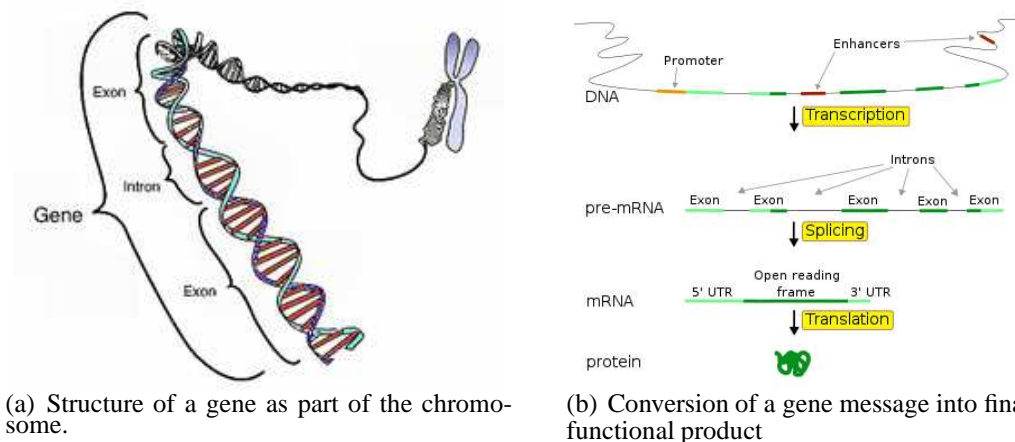 Exon
Intron
Gene
Exon
(a) Structure of a gene as part of the chromo-
some.
Enhancers
Promoter
DNA
Transcription
Introns
Exon Exon Exon Exon Exon
pre-mRNA
Splicing
Open reading
5' UTR frame 3' UTR
mRNA
Translation
protein
(b) Conversion of a gene message into fina
functional product